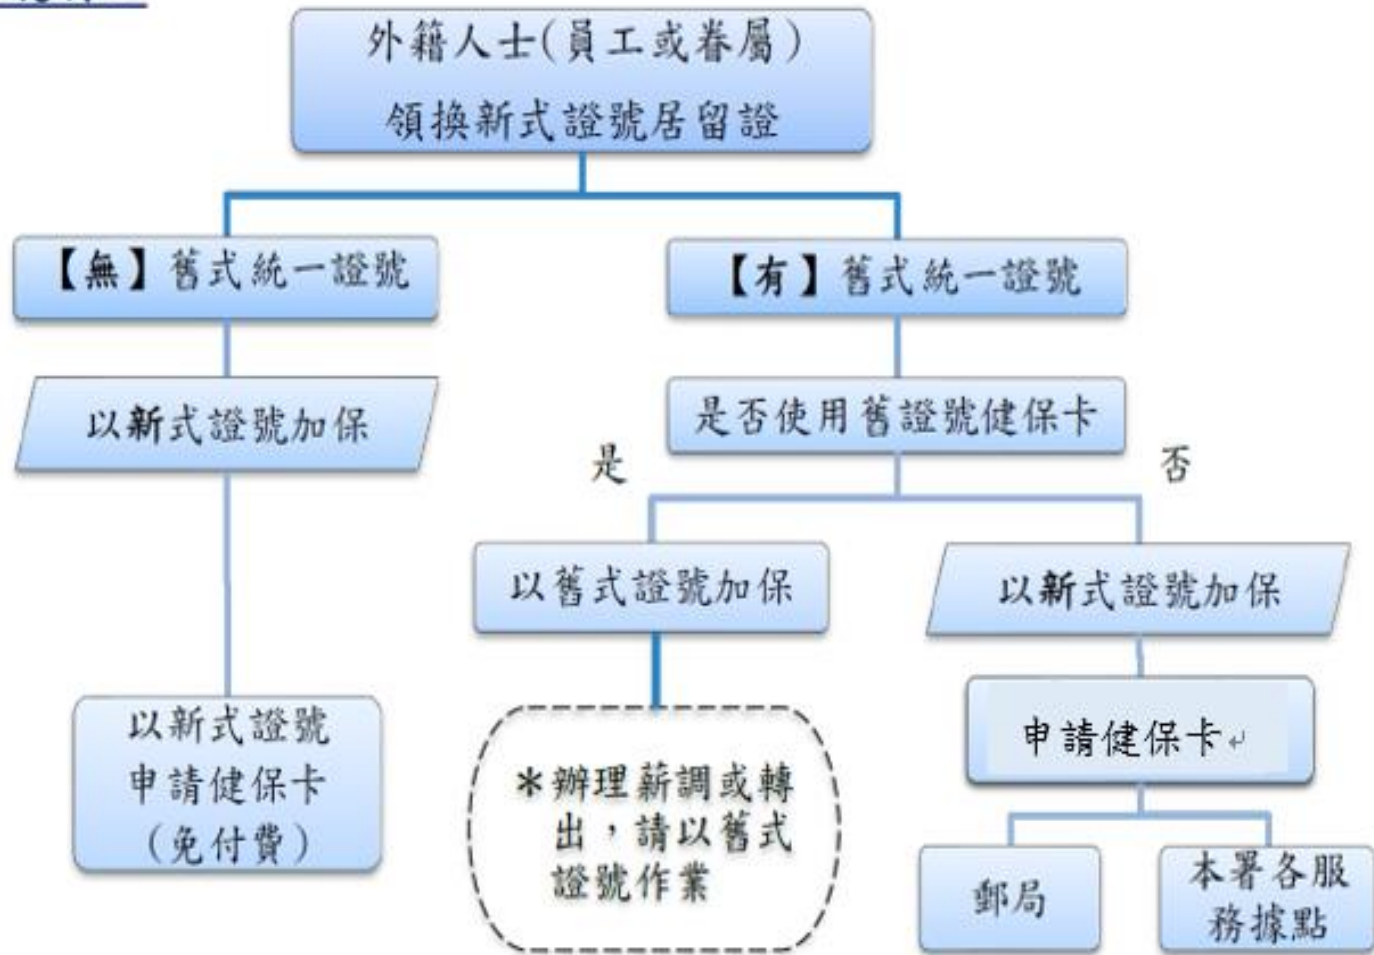 外籍人士(員工或眷屬)
領換新式證號居留證
【無】舊式統一證號
【有】舊式統一證號
以新式證號加保
是否使用舊證號健保卡
是
否
以舊式證號加保
以新式證號加保
以新式證號
申請健保卡
(免付費)
*辦理薪調或轉
出，請以舊式
證號作業
申請健保卡↵
郵局
本署各服
務據點